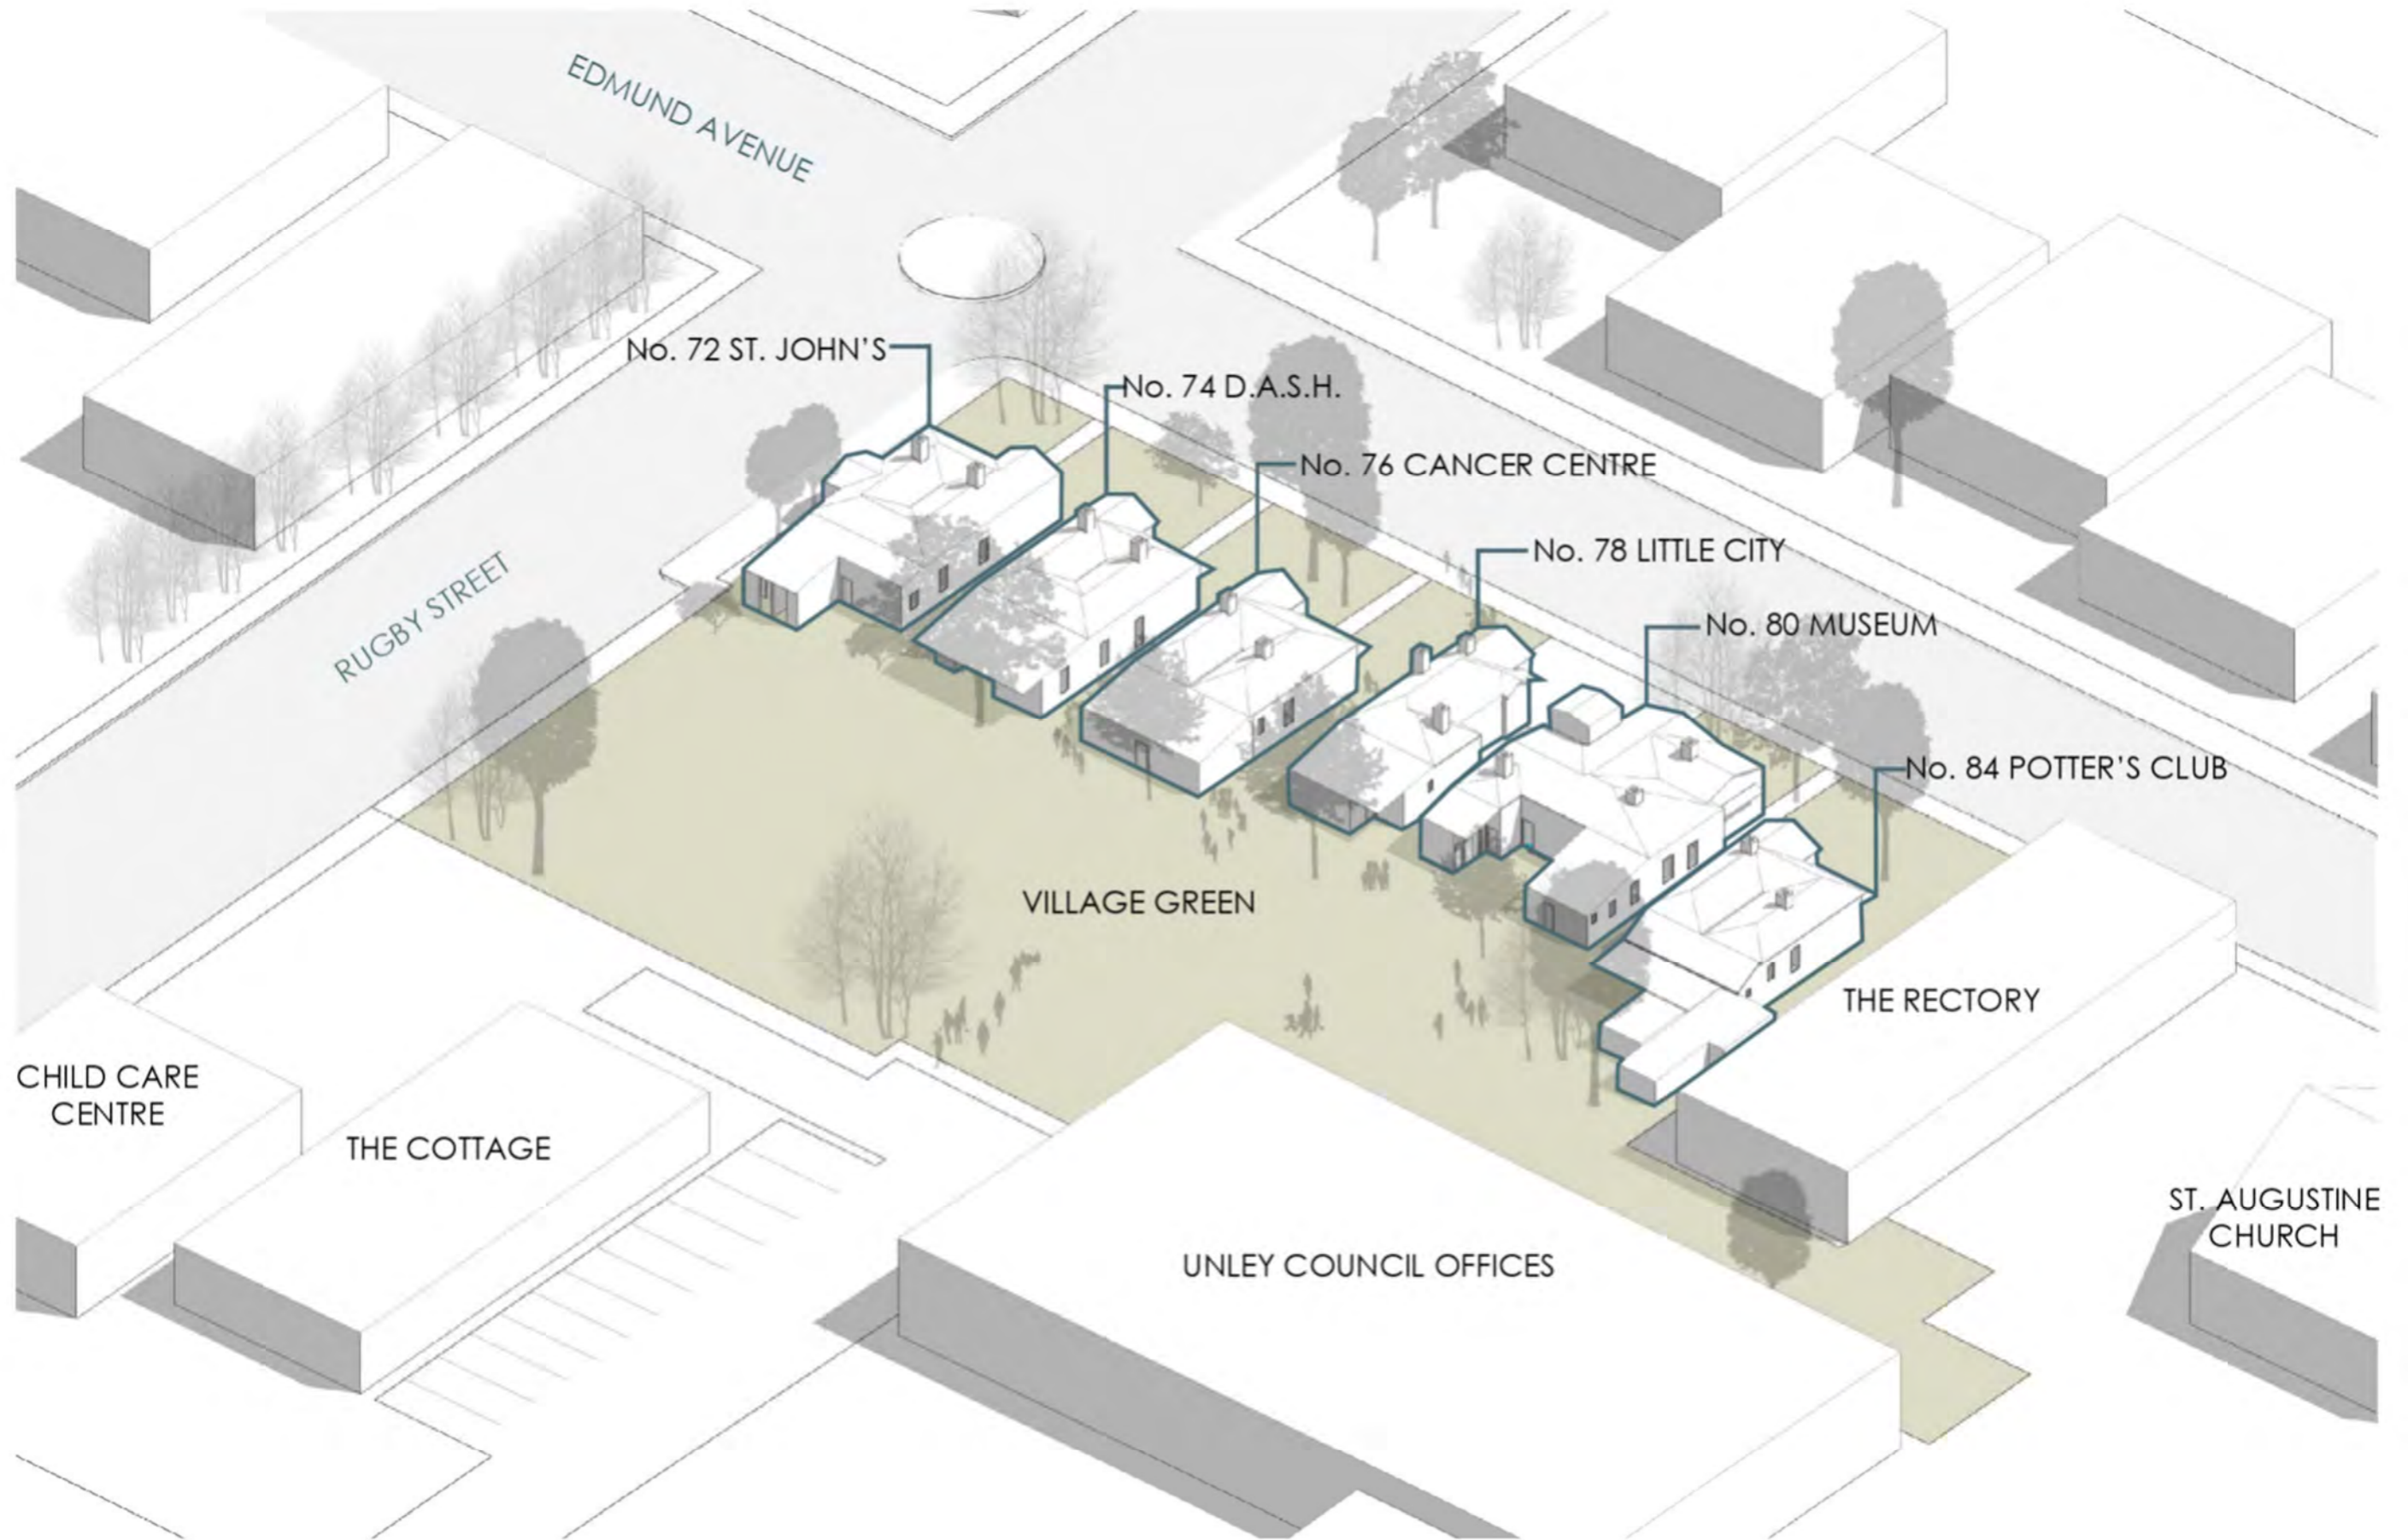 EDMUND AVENUE
No. 72 ST. JOHN'S
No. 74 D.A.S.H.
No. 76 CANCER CENTRE
No. 78 LITTLE CITY
RUGBY STREET
No. 80 MUSEUM
No. 84 POTTER'S CLUB
VILLAGE GREEN
THE RECTORY
CHILD CARE
CENTRE
THE COTTAGE
ST. AUGUSTINE
CHURCH
UNLEY COUNCIL OFFICES